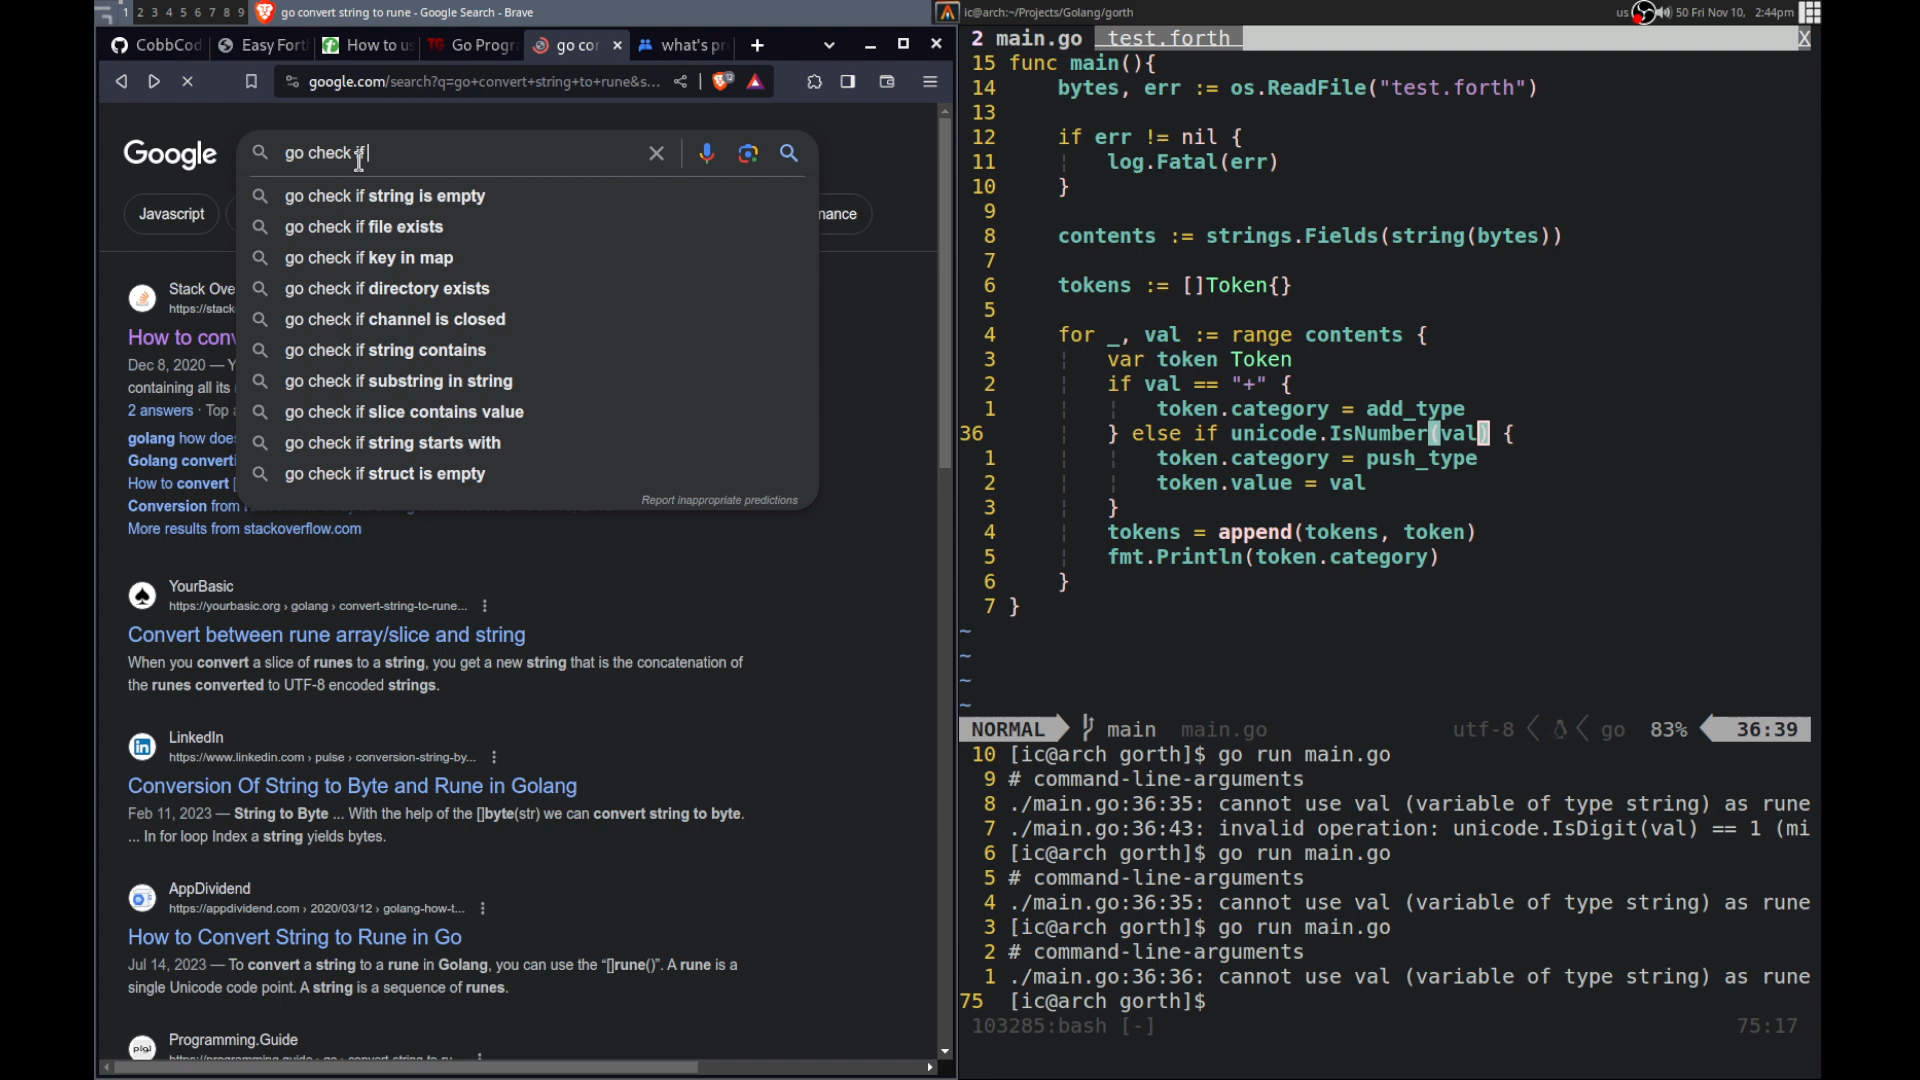 1 2 3 4 5 6 7 8 9 go convert string to rune - Google Search - Brave
CobbCod
Easy Fort
How to us
Go Progra
go cor
what's pr
google.com/search?q=go+convert+string+to+rune&s...
12
Google
go check if
go check if string is empty
go check if file exists
go check if key in map
go check if directory exists
go check if channel is closed
go check if string contains
go check if substring in string
go check if slice contains value
go check if string starts with
go check if struct is empty
Report inappropriate predictions
Javascript
nance
Stack Ove
https://stack
How to conv
Dec 8, 2020 — Y
containing all its
2 answers · Top a
golang how does
Golang converti
How to convert [
Conversion from
More results from stackoverflow.com
YourBasic
https://yourbasic.org › golang › convert-string-to-rune...
Convert between rune array/slice and string
When you convert a slice of runes to a string, you get a new string that is the concatenation of
the runes converted to UTF-8 encoded strings.
LinkedIn
https://www.linkedin.com › pulse › conversion-string-by...
Conversion Of String to Byte and Rune in Golang
Feb 11, 2023 — String to Byte ... With the help of the []byte(str) we can convert string to byte.
... In for loop Index a string yields bytes.
AppDividend
https://appdividend.com › 2020/03/12 › golang-how-t...
How to Convert String to Rune in Go
Jul 14, 2023 — To convert a string to a rune in Golang, you can use the “[]rune()”. A rune is a
single Unicode code point. A string is a sequence of runes.
Programming.Guide
ic@arch:~/Projects/Golang/gorth
us 50 Fri Nov 10, 2:44pm
2 main.go test.forth X
15 func main(){
14 bytes, err := os.ReadFile("test.forth")
13
12 if err != nil {
11 log.Fatal(err)
10 }
9
8 contents := strings.Fields(string(bytes))
7
6 tokens := []Token{}
5
4 for _, val := range contents {
3 var token Token
2 if val == "+" {
1 token.category = add_type
36 } else if unicode.IsNumber(val) {
1 token.category = push_type
2 token.value = val
3 }
4 tokens = append(tokens, token)
5 fmt.Println(token.category)
6 }
7 }
~
~
~
~
NORMAL main main.go utf-8 go 83% 36:39
10 [ic@arch gorth]$ go run main.go
9 # command-line-arguments
8 ./main.go:36:35: cannot use val (variable of type string) as rune
7 ./main.go:36:43: invalid operation: unicode.IsDigit(val) == 1 (mi
6 [ic@arch gorth]$ go run main.go
5 # command-line-arguments
4 ./main.go:36:35: cannot use val (variable of type string) as rune
3 [ic@arch gorth]$ go run main.go
2 # command-line-arguments
1 ./main.go:36:36: cannot use val (variable of type string) as rune
75 [ic@arch gorth]$
103285:bash [-] 75:17